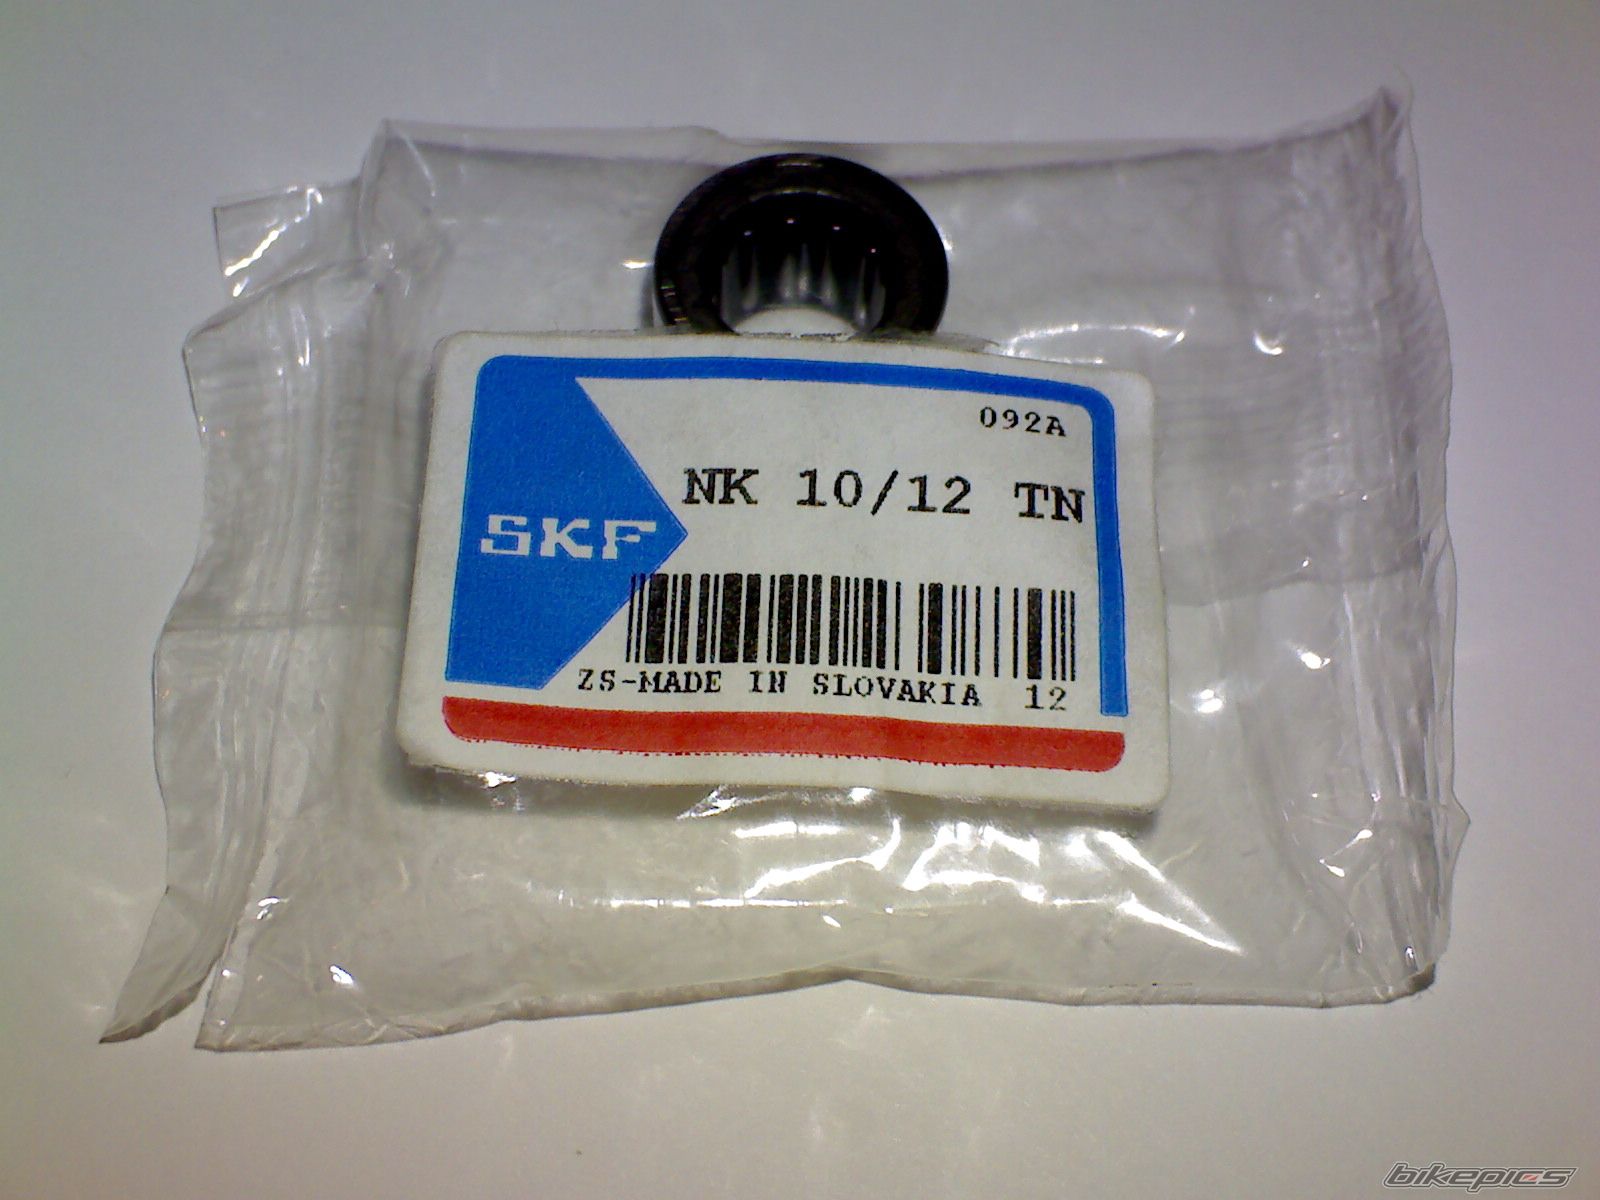 092A
NK 10/12 TN
SKF
ZS-MADE IN SLOVAKIA 12
bikepics